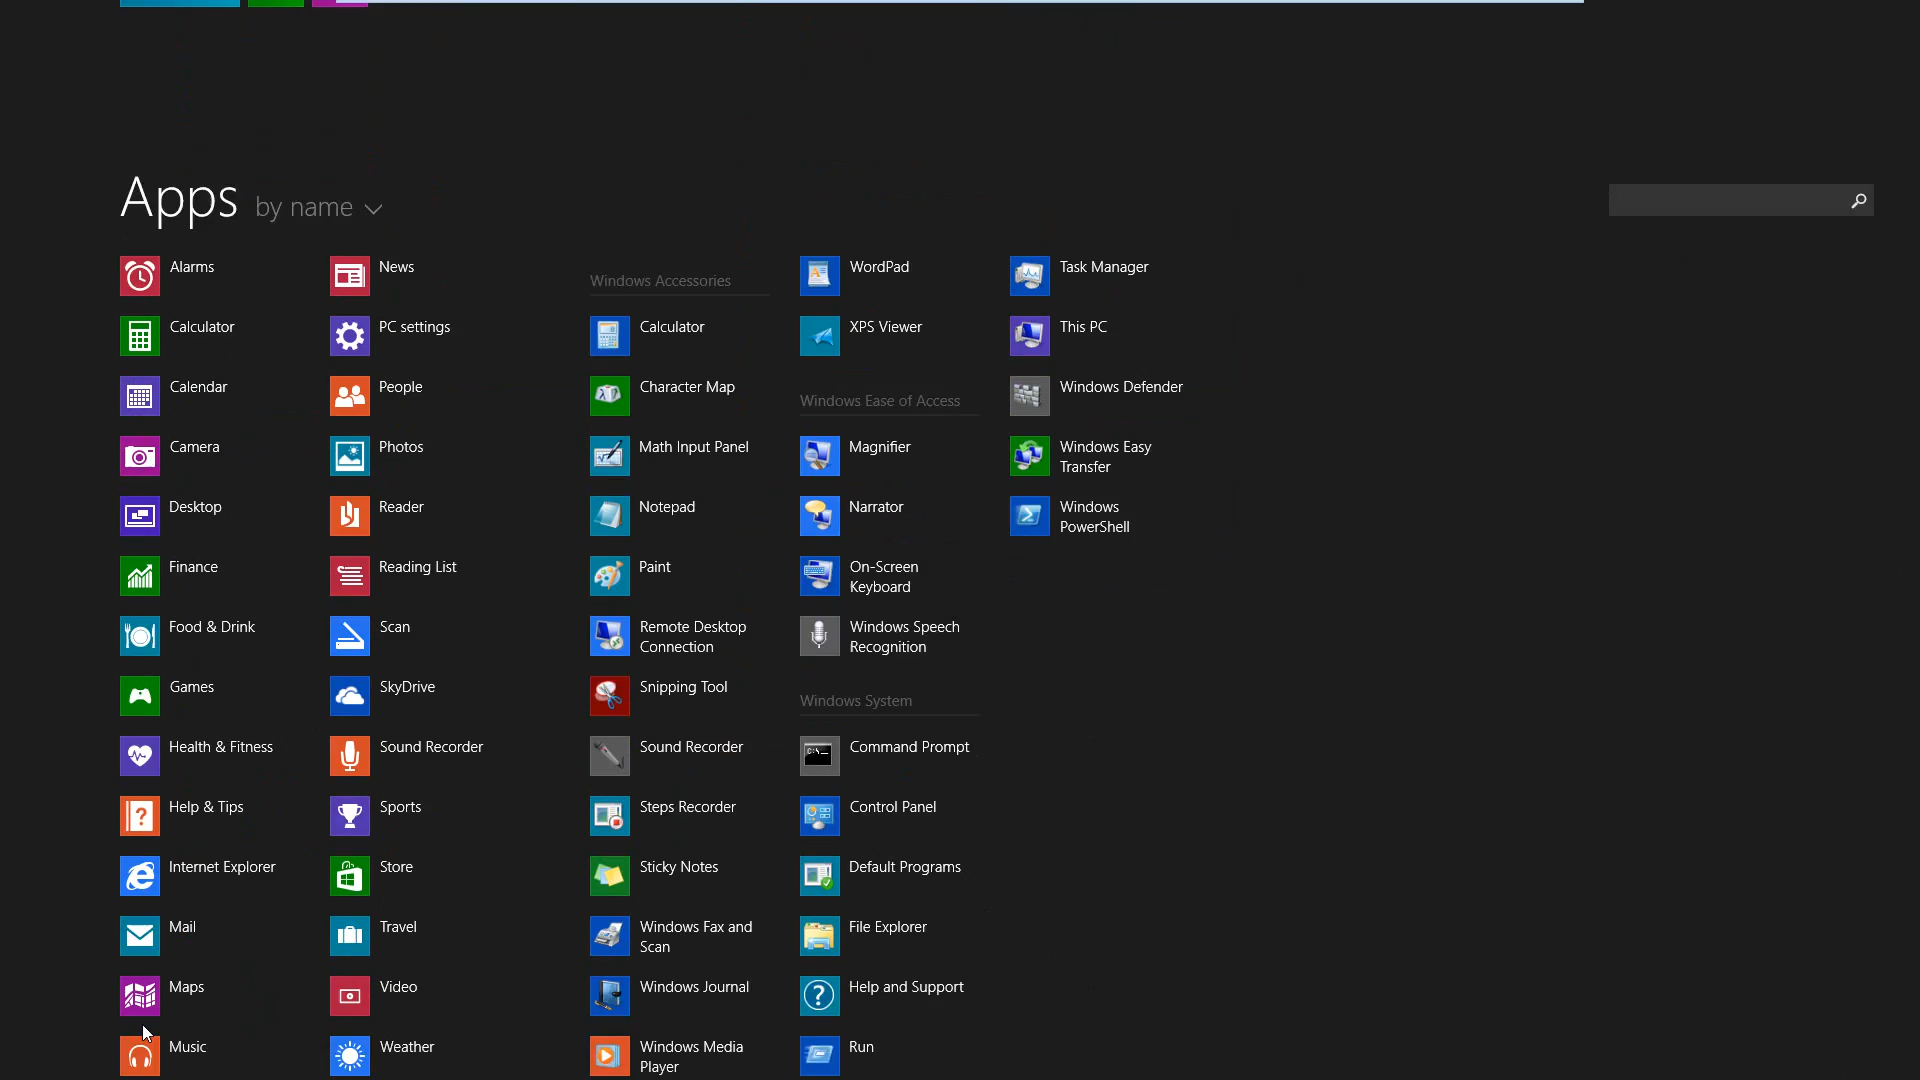 Apps by name
Alarms
Calculator
Calendar
Camera
Desktop
Finance
Food & Drink
Games
Health & Fitness
Help & Tips
Internet Explorer
Mail
Maps
Music
News
PC settings
People
Photos
Reader
Reading List
Scan
SkyDrive
Sound Recorder
Sports
Store
Travel
Video
Weather
Windows Accessories
Calculator
Character Map
Math Input Panel
Notepad
Paint
Remote Desktop
Connection
Snipping Tool
Sound Recorder
Steps Recorder
Sticky Notes
Windows Fax and
Scan
Windows Journal
Windows Media
Player
WordPad
XPS Viewer
Windows Ease of Access
Magnifier
Narrator
On-Screen
Keyboard
Windows Speech
Recognition
Windows System
Command Prompt
Control Panel
Default Programs
File Explorer
Help and Support
Run
Task Manager
This PC
Windows Defender
Windows Easy
Transfer
Windows
PowerShell